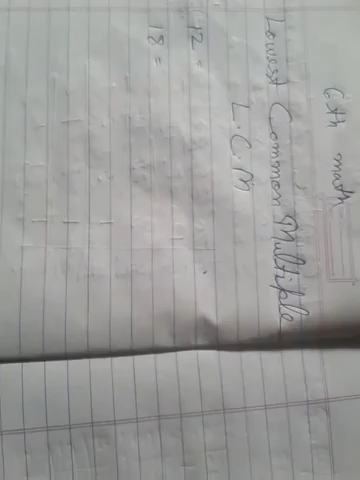 6th math
Lowest Common Multiple
L.C.M
12 =
18 =